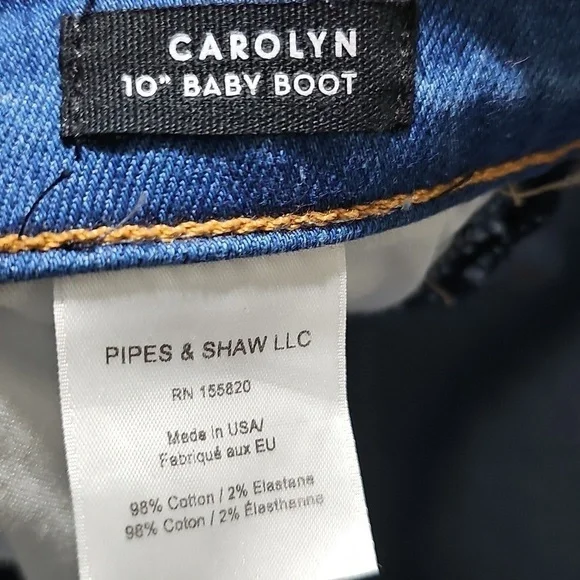 CAROLYN
10" BABY BOOT
PIPES & SHAW LLC
RN 155820
Made in USA/
Fabriqué aux EU
98% Cotton / 2% Elastane
98% Coton / 2% Élasthanne